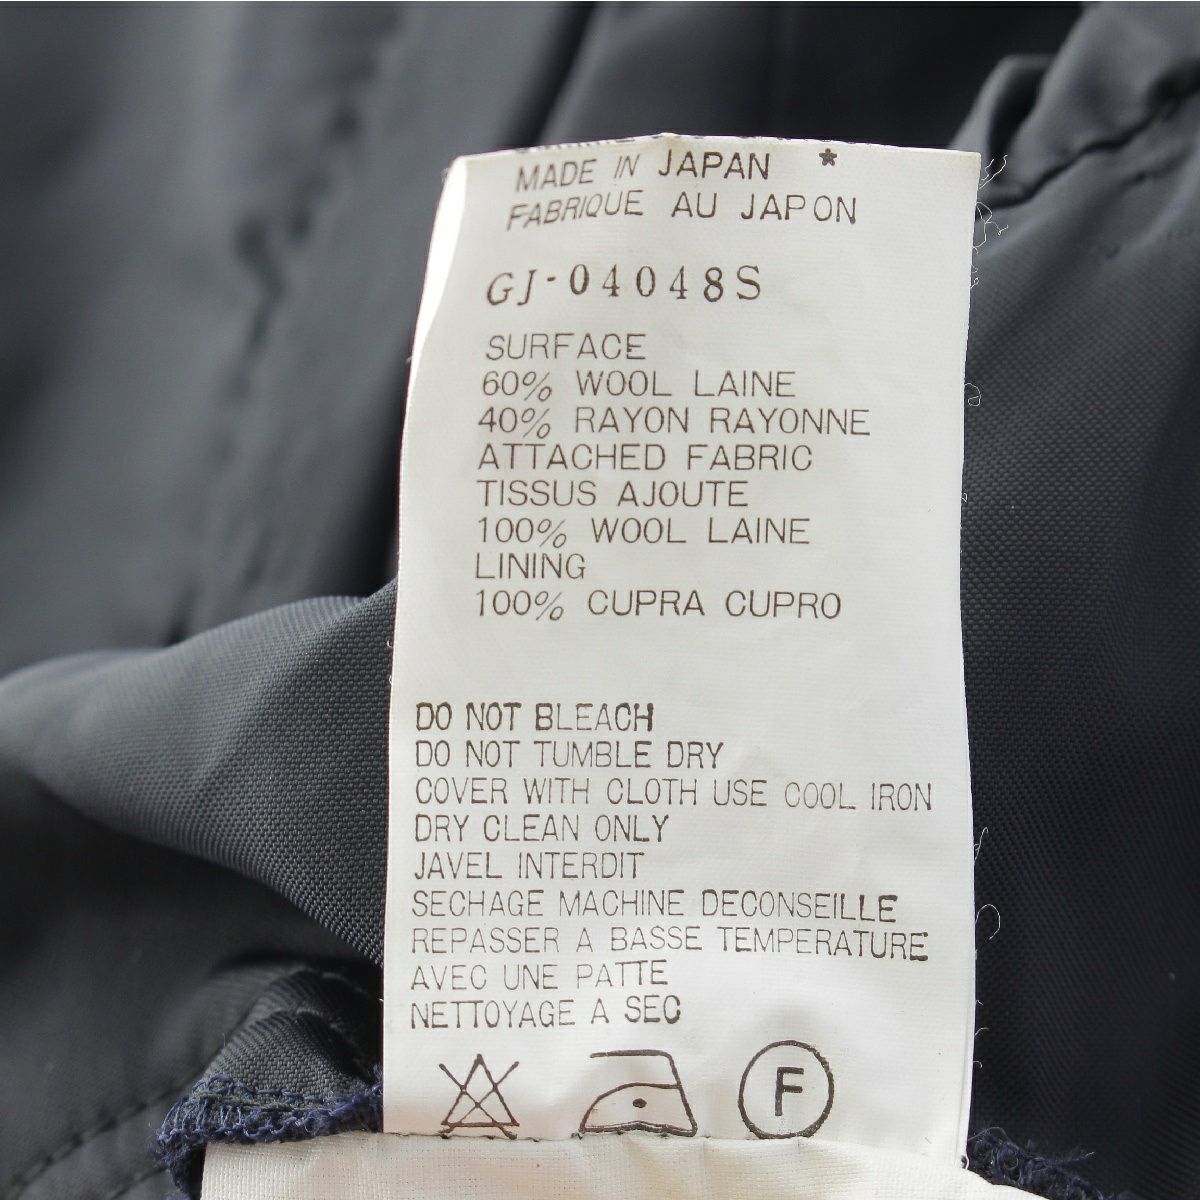 MADE IN JAPAN *
FABRIQUE AU JAPON
GJ-04048S
SURFACE
60% WOOL LAINE
40% RAYON RAYONNE
ATTACHED FABRIC
TISSUS AJOUTE
100% WOOL LAINE
LINING
100% CUPRA CUPRO
DO NOT BLEACH
DO NOT TUMBLE DRY
COVER WITH CLOTH USE COOL IRON
DRY CLEAN ONLY
JAVEL INTERDIT
SECHAGE MACHINE DECONSEILLE
REPASSER A BASSE TEMPERATURE
AVEC UNE PATTE
NETTOYAGE A SEC
F